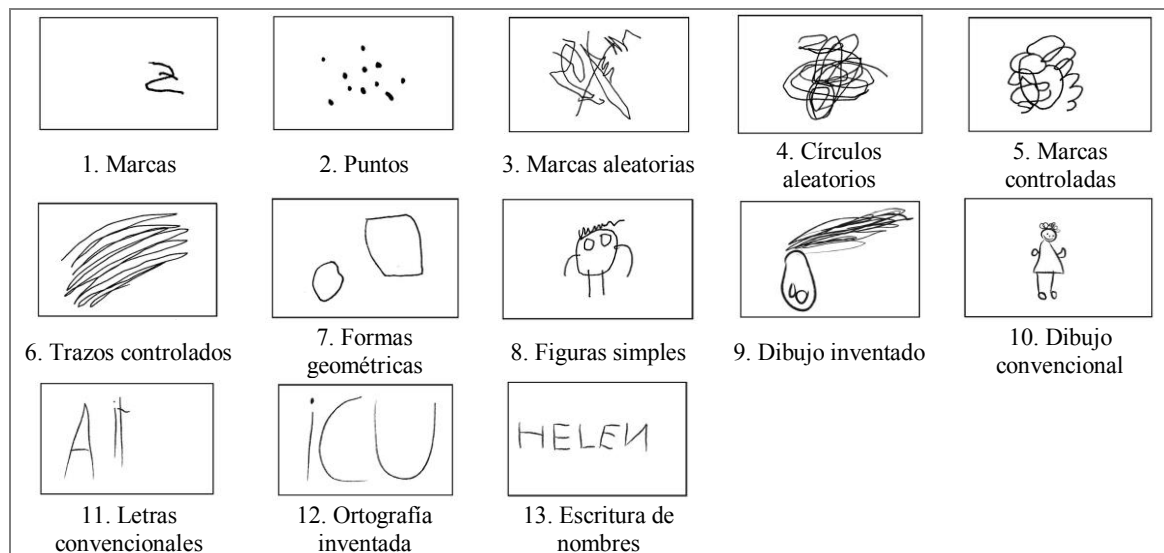 1. Marcas
2. Puntos
3. Marcas aleatorias
4. Círculos
aleatorios
5. Marcas
controladas
6. Trazos controlados
7. Formas
geométricas
8. Figuras simples
9. Dibujo inventado
10. Dibujo
convencional
A it
iCU
HELEN
11. Letras
convencionales
12. Ortografía
inventada
13. Escritura de
nombres